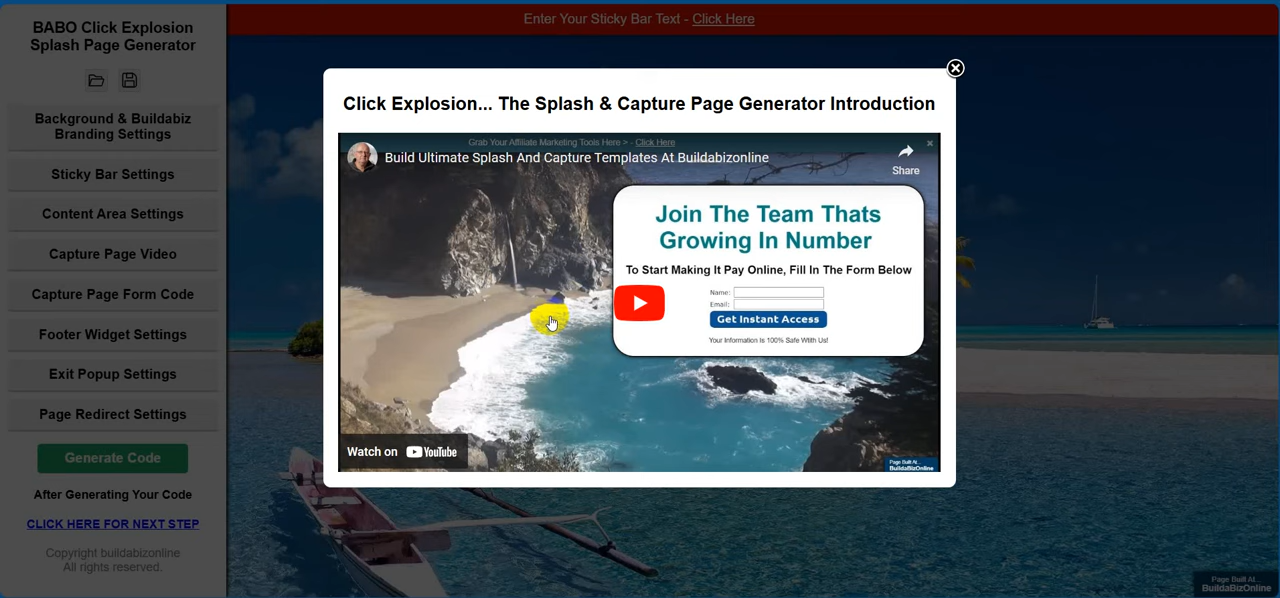 BABO Click Explosion
Splash Page Generator
Background & Buildabiz
Branding Settings
Sticky Bar Settings
Content Area Settings
Capture Page Video
Capture Page Form Code
Footer Widget Settings
Exit Popup Settings
Page Redirect Settings
Generate Code
After Generating Your Code
CLICK HERE FOR NEXT STEP
Copyright buildabizonline
All rights reserved.
Enter Your Sticky Bar Text - Click Here
Click Explosion... The Splash & Capture Page Generator Introduction
Grab Your Affiliate Marketing Tools Here > - Click Here
Build Ultimate Splash And Capture Templates At Buildabizonline
Share
Join The Team Thats
Growing In Number
To Start Making It Pay Online, Fill In The Form Below
Name:
Email:
Get Instant Access
Your Information Is 100% Safe With Us!
Watch on YouTube
Page Built At...
BuildaBizOnline
Page Built At...
BuildaBizOnline